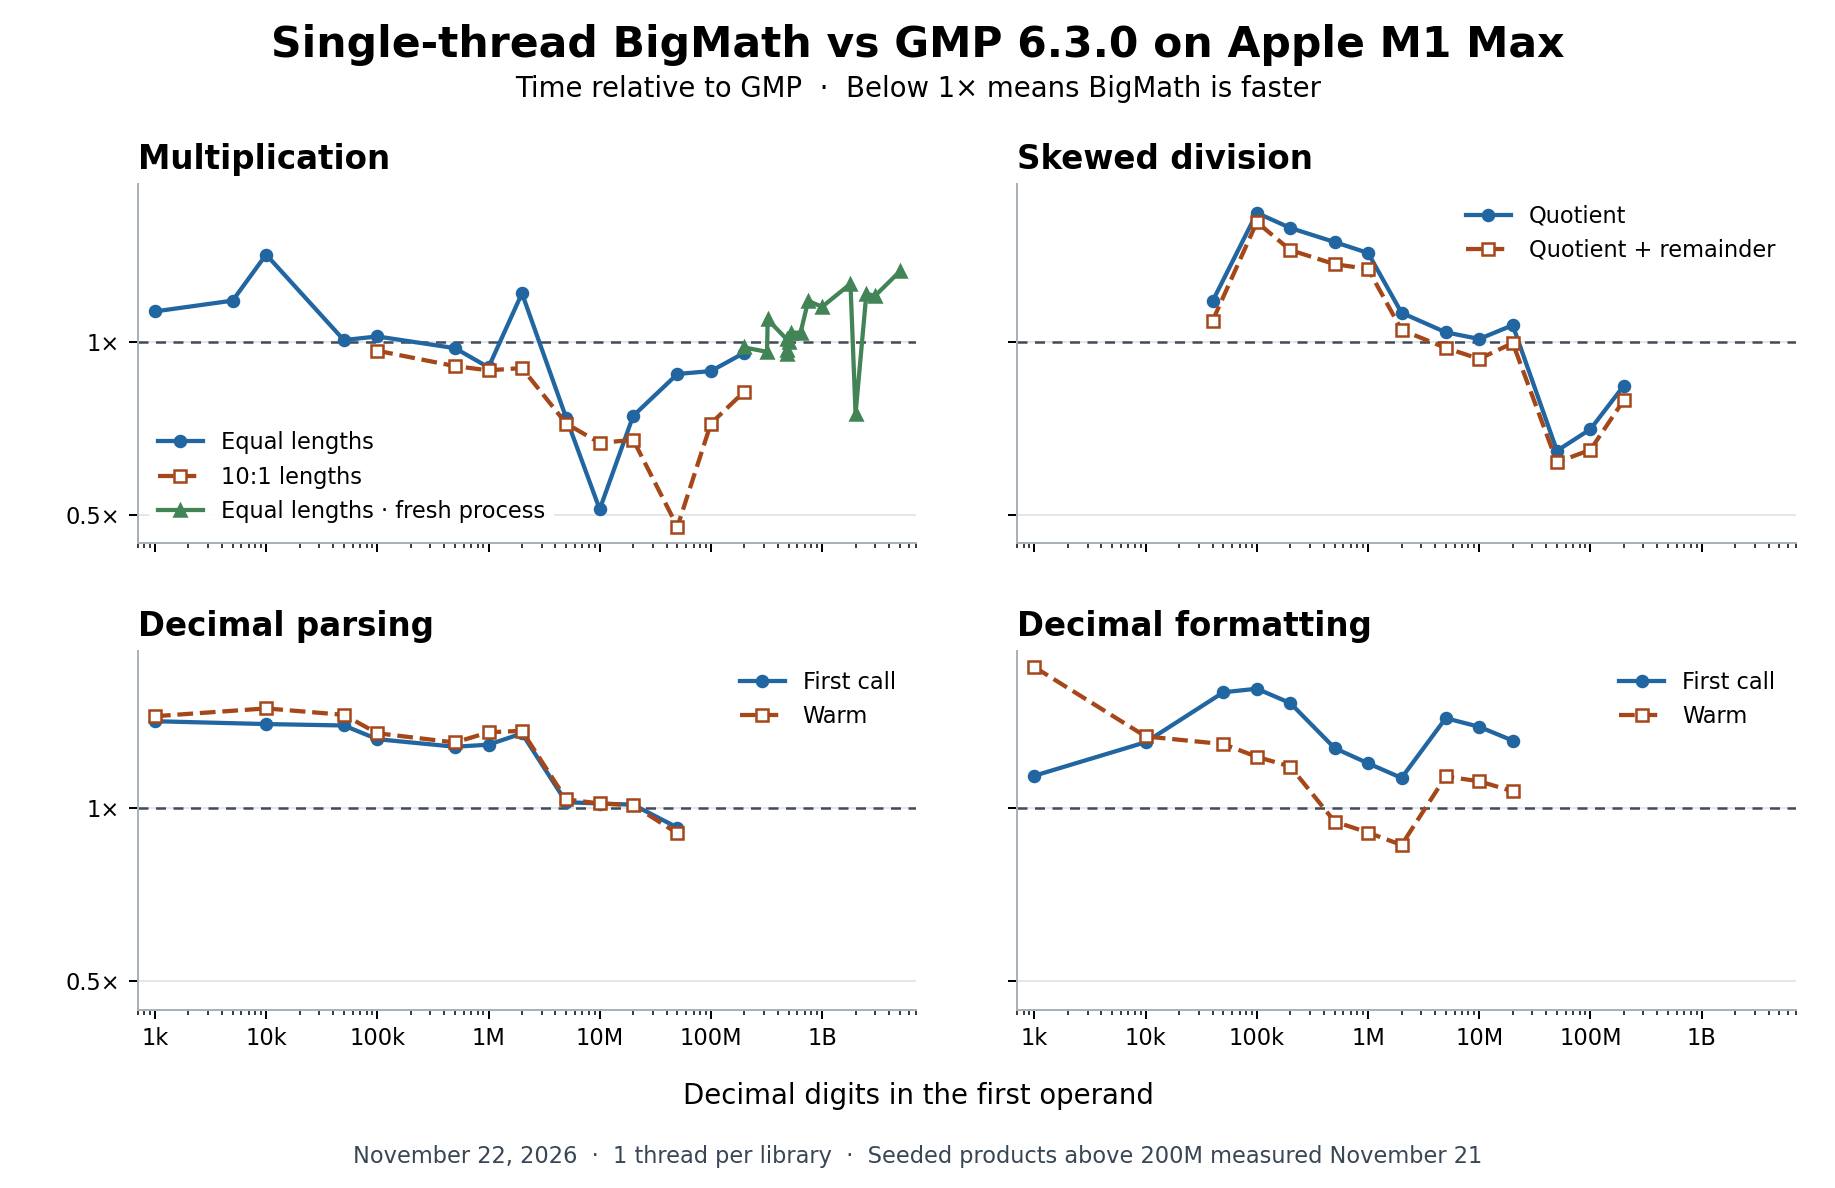 Single-thread BigMath vs GMP 6.3.0 on Apple M1 Max
Time relative to GMP · Below 1× means BigMath is faster
Multiplication
1×
0.5×
Equal lengths
10:1 lengths
Equal lengths · fresh process
Skewed division
Quotient
Quotient + remainder
Decimal parsing
First call
Warm
1×
0.5×
1k 10k 100k 1M 10M 100M 1B
Decimal formatting
First call
Warm
1k 10k 100k 1M 10M 100M 1B
Decimal digits in the first operand
November 22, 2026 · 1 thread per library · Seeded products above 200M measured November 21